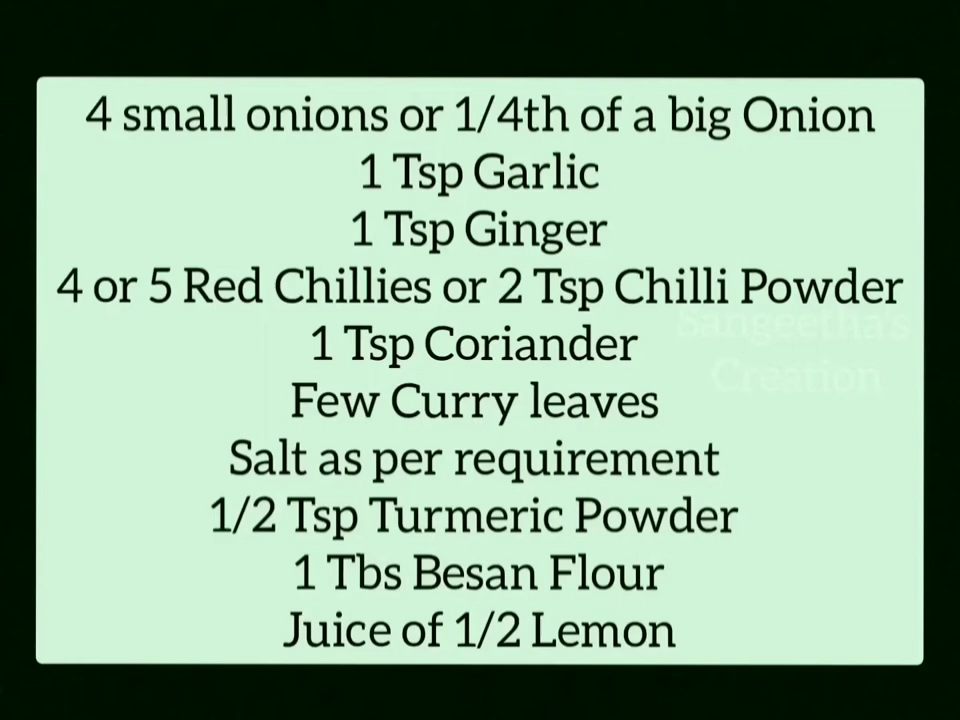 4 small onions or 1/4th of a big Onion
1 Tsp Garlic
1 Tsp Ginger
4 or 5 Red Chillies or 2 Tsp Chilli Powder
Sangeetha's
1 Tsp Coriander
Creation
Few Curry leaves
Salt as per requirement
1/2 Tsp Turmeric Powder
1 Tbs Besan Flour
Juice of 1/2 Lemon